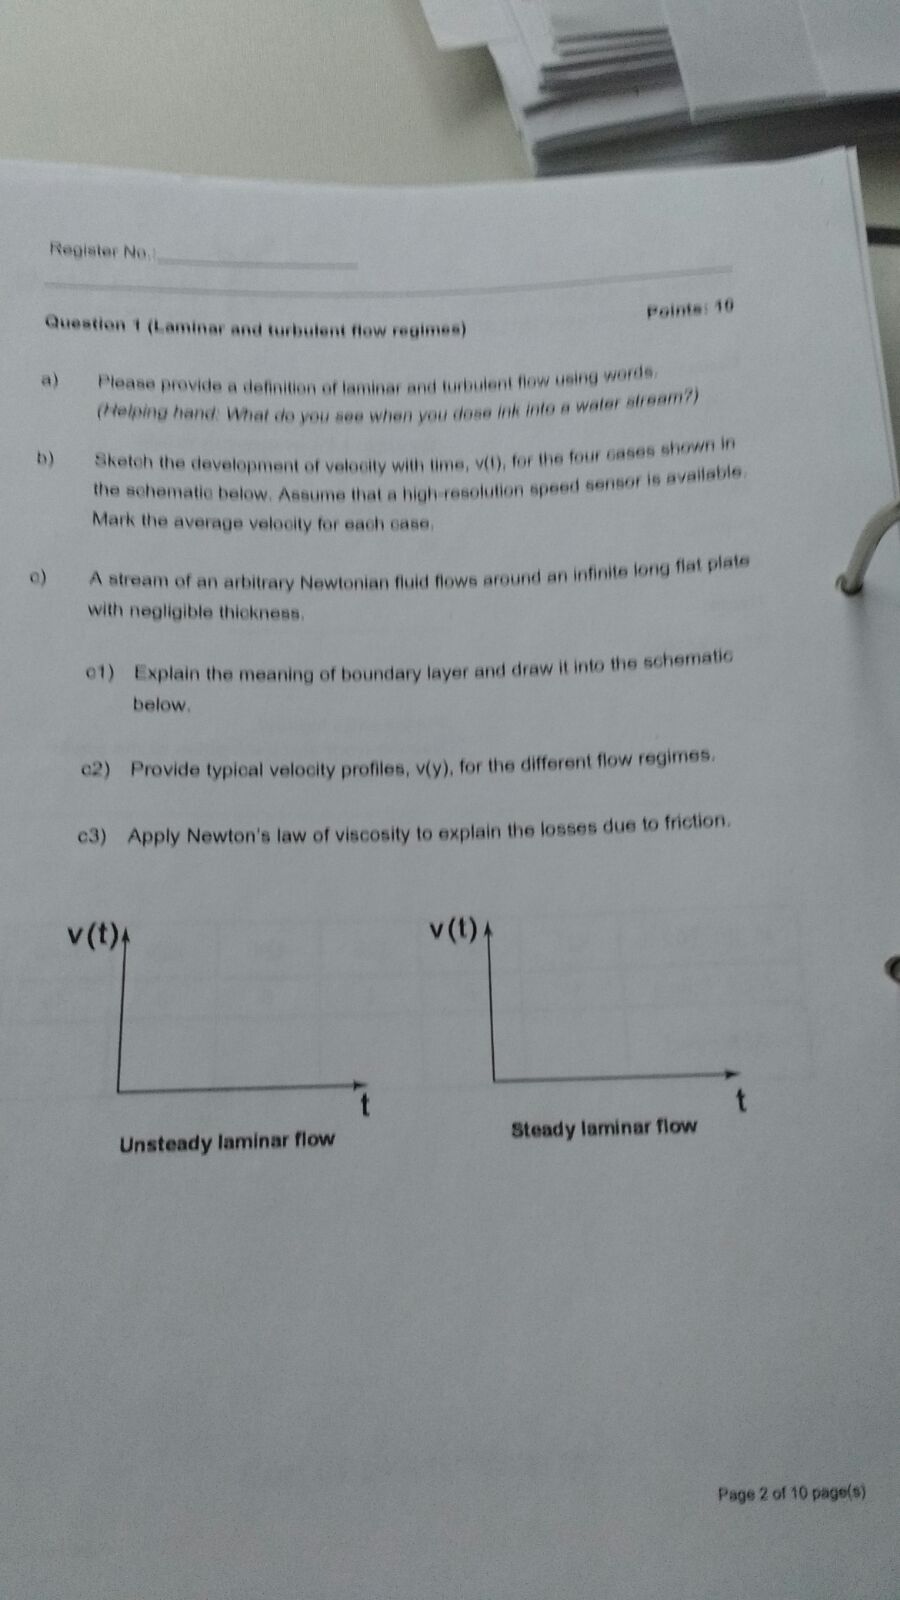 Register No.:
Points: 10
Question 1 (Laminar and turbulent flow regimes)
a) Please provide a definition of laminar and turbulent flow using words.
(Helping hand: What do you see when you dose ink into a water stream?)
b) Sketch the development of velocity with time, v(t), for the four cases shown in
the schematic below. Assume that a high-resolution speed sensor is available.
Mark the average velocity for each case.
c) A stream of an arbitrary Newtonian fluid flows around an infinite long flat plate
with negligible thickness.
c1) Explain the meaning of boundary layer and draw it into the schematic
below.
c2) Provide typical velocity profiles, v(y), for the different flow regimes.
c3) Apply Newton's law of viscosity to explain the losses due to friction.
v(t) v(t)
t t
Unsteady laminar flow Steady laminar flow
Page 2 of 10 page(s)